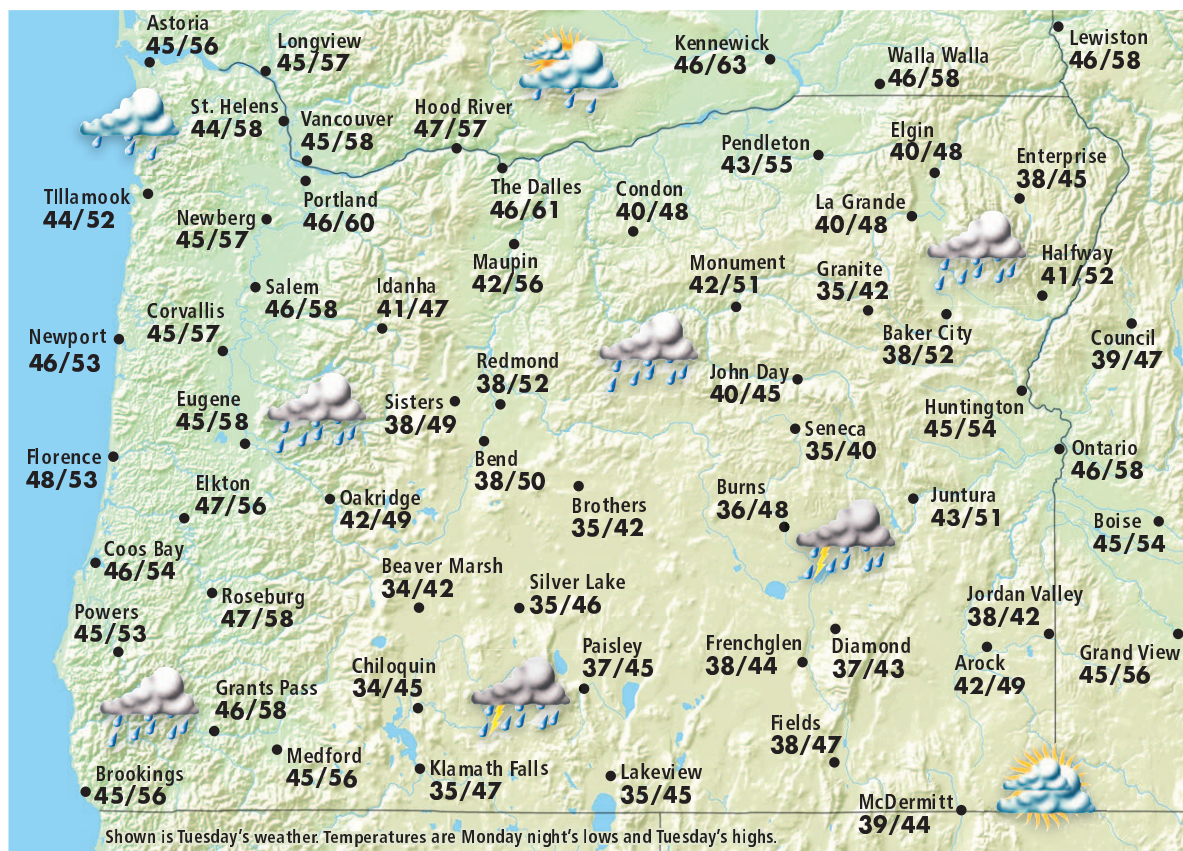 Astoria
45/56
Longview
45/57
Kennewick
46/63
Walla Walla
46/58
Lewiston
46/58
St. Helens
44/58
Vancouver
45/58
Hood River
47/57
Pendleton
43/55
Elgin
40/48
Enterprise
38/45
TIllamook
44/52
Newberg
45/57
Portland
46/60
The Dalles
46/61
Condon
40/48
La Grande
40/48
Maupin
42/56
Monument
42/51
Granite
35/42
Halfway
41/52
Salem
46/58
Idanha
41/47
Corvallis
45/57
Newport
46/53
Baker City
38/52
Council
39/47
Redmond
38/52
John Day
40/45
Eugene
45/58
Sisters
38/49
Huntington
45/54
Seneca
35/40
Florence
48/53
Bend
38/50
Ontario
46/58
Elkton
47/56
Oakridge
42/49
Brothers
35/42
Burns
36/48
Juntura
43/51
Boise
45/54
Coos Bay
46/54
Beaver Marsh
34/42
Silver Lake
35/46
Roseburg
47/58
Jordan Valley
38/42
Powers
45/53
Chiloquin
34/45
Paisley
37/45
Frenchglen
38/44
Diamond
37/43
Arock
42/49
Grand View
45/56
Grants Pass
46/58
Fields
38/47
Medford
45/56
Klamath Falls
35/47
Lakeview
35/45
Brookings
45/56
McDermitt
39/44
Shown is Tuesday's weather. Temperatures are Monday night's lows and Tuesday's highs.